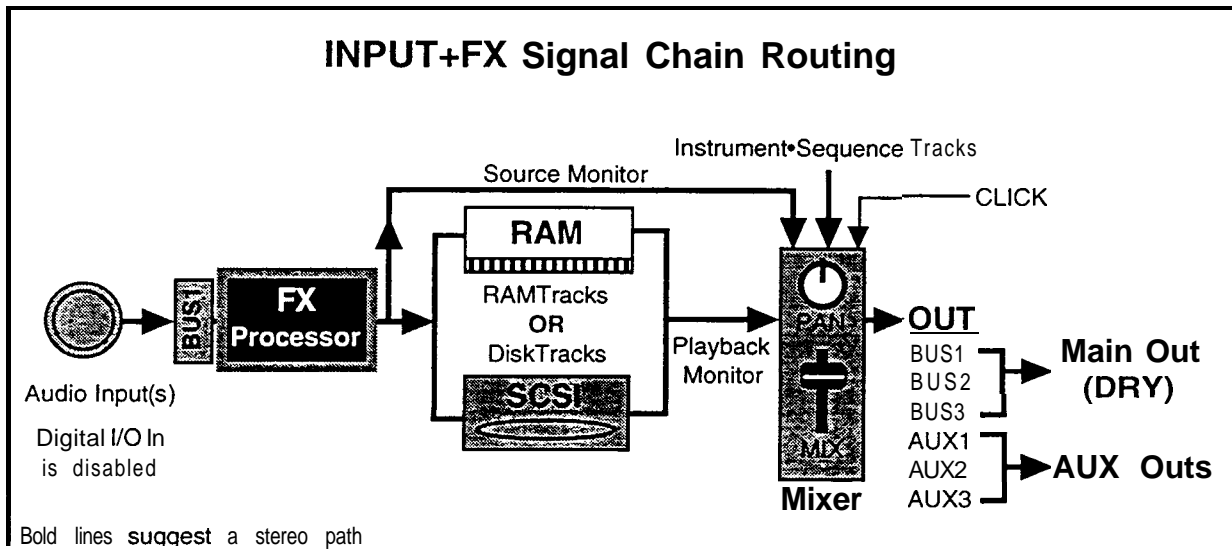 INPUT+FX Signal Chain Routing
Instrument•Sequence Tracks
Source Monitor
CLICK
RAM
BUS1
FX
Processor
RAMTracks
OR
DiskTracks
SCSI
Playback
Monitor
PAN
MIX
Mixer
OUT
BUS1
BUS2
BUS3
AUX1
AUX2
AUX3
Main Out
(DRY)
AUX Outs
Audio Input(s)
Digital I/O In
is disabled
Bold lines suggest a stereo path